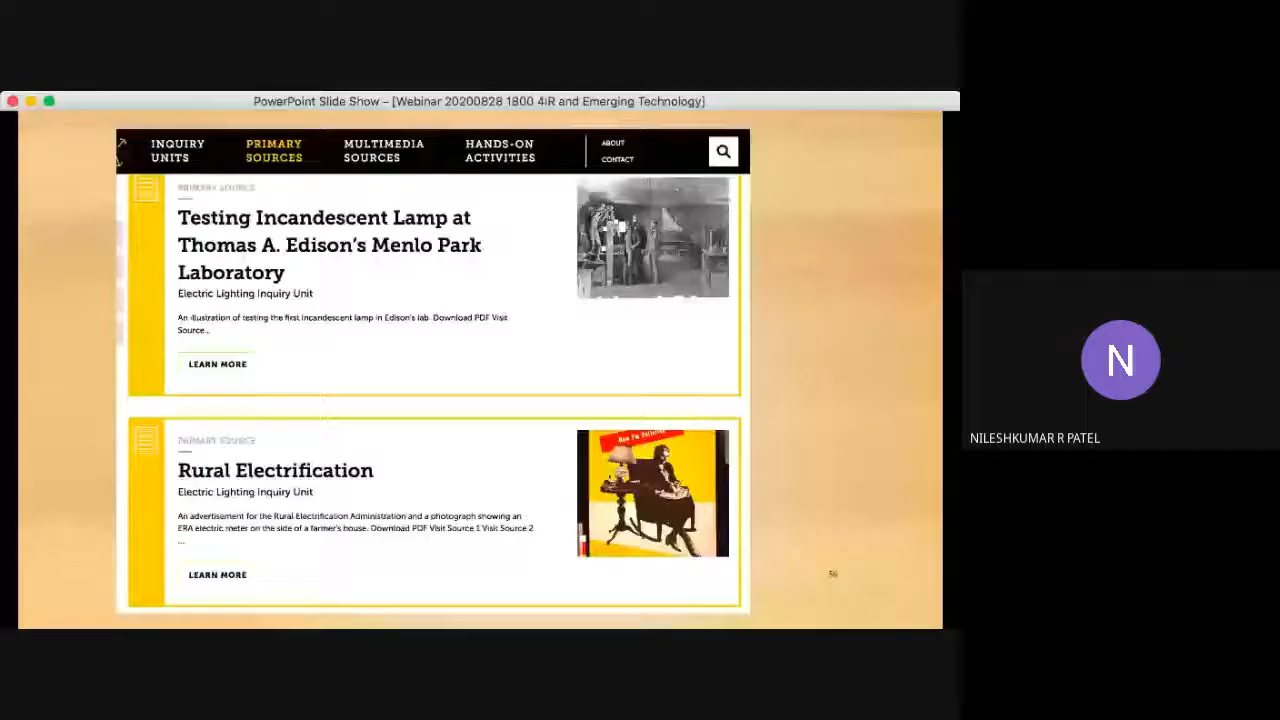 PowerPoint Slide Show – [Webinar 20200828 1800 4iR and Emerging Technology]
INQUIRY UNITS
PRIMARY SOURCES
MULTIMEDIA SOURCES
HANDS-ON ACTIVITIES
ABOUT
CONTACT
PRIMARY SOURCE
Testing Incandescent Lamp at
Thomas A. Edison's Menlo Park
Laboratory
Electric Lighting Inquiry Unit
An illustration of testing the first incandescent lamp in Edison's lab. Download PDF Visit
Source...
LEARN MORE
PRIMARY SOURCE
Rural Electrification
Electric Lighting Inquiry Unit
An advertisement for the Rural Electrification Administration and a photograph showing an
ERA electric meter on the side of a farmer's house. Download PDF Visit Source 1 Visit Source 2
...
LEARN MORE
56
N
NILESHKUMAR R PATEL